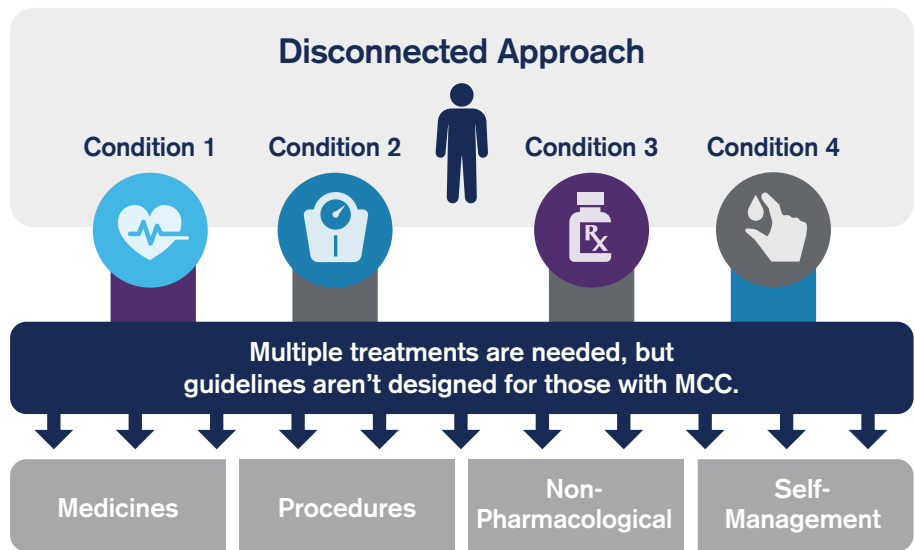 Disconnected Approach
Condition 1
Condition 2
Condition 3
Condition 4
Rx
Multiple treatments are needed, but
guidelines aren’t designed for those with MCC.
Medicines
Procedures
Non-
Pharmacological
Self-
Management